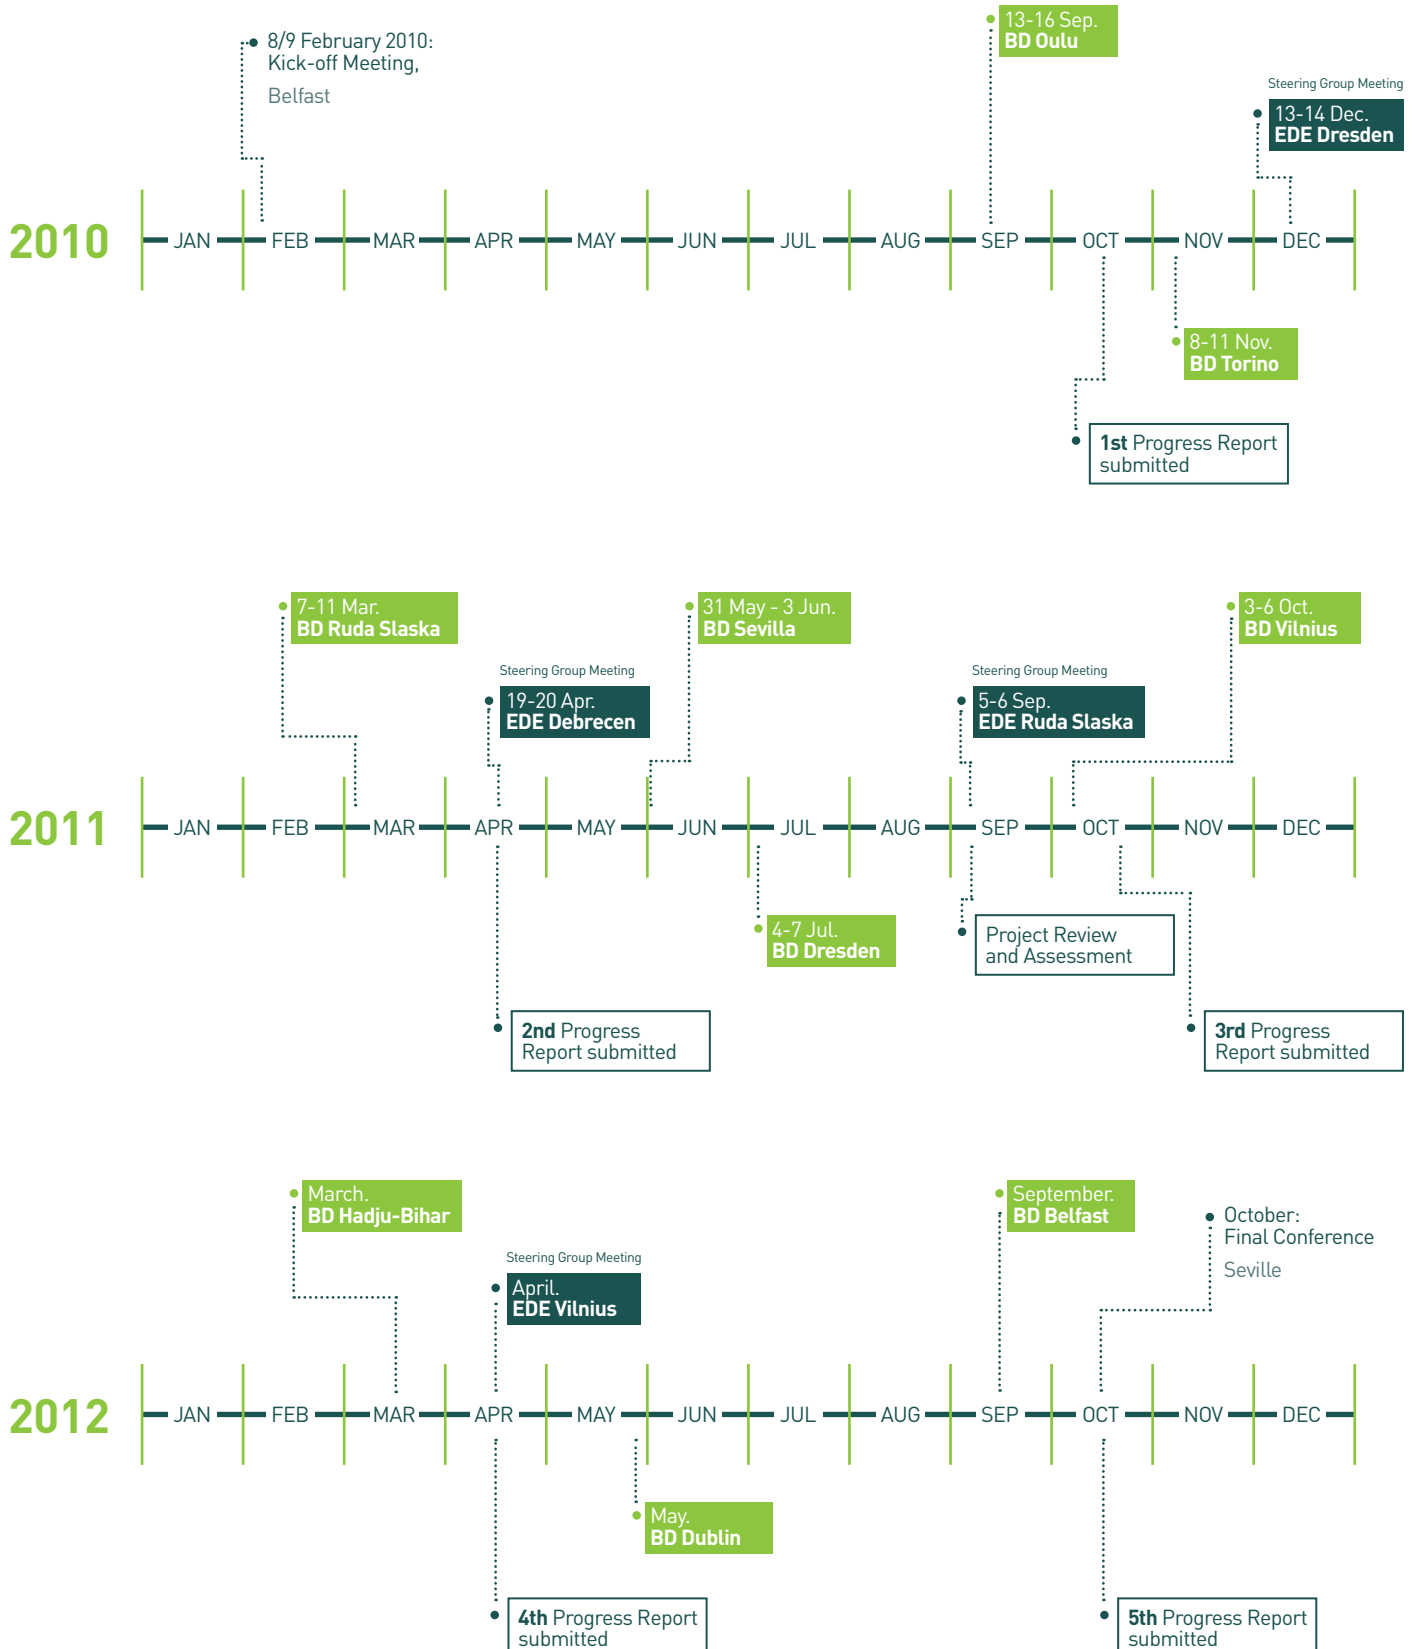 13-16 Sep.
BD Oulu
8/9 February 2010:
Kick-off Meeting,
Belfast
Steering Group Meeting
13-14 Dec.
EDE Dresden
2010 JAN FEB MAR APR MAY JUN JUL AUG SEP OCT NOV DEC
8-11 Nov.
BD Torino
1st Progress Report
submitted
7-11 Mar.
BD Ruda Slaska
31 May - 3 Jun.
BD Sevilla
3-6 Oct.
BD Vilnius
Steering Group Meeting
19-20 Apr.
EDE Debrecen
Steering Group Meeting
5-6 Sep.
EDE Ruda Slaska
2011 JAN FEB MAR APR MAY JUN JUL AUG SEP OCT NOV DEC
4-7 Jul.
BD Dresden
Project Review
and Assessment
2nd Progress
Report submitted
3rd Progress
Report submitted
March.
BD Hadju-Bihar
September.
BD Belfast
October:
Final Conference
Seville
Steering Group Meeting
April.
EDE Vilnius
2012 JAN FEB MAR APR MAY JUN JUL AUG SEP OCT NOV DEC
May.
BD Dublin
4th Progress Report
submitted
5th Progress Report
submitted